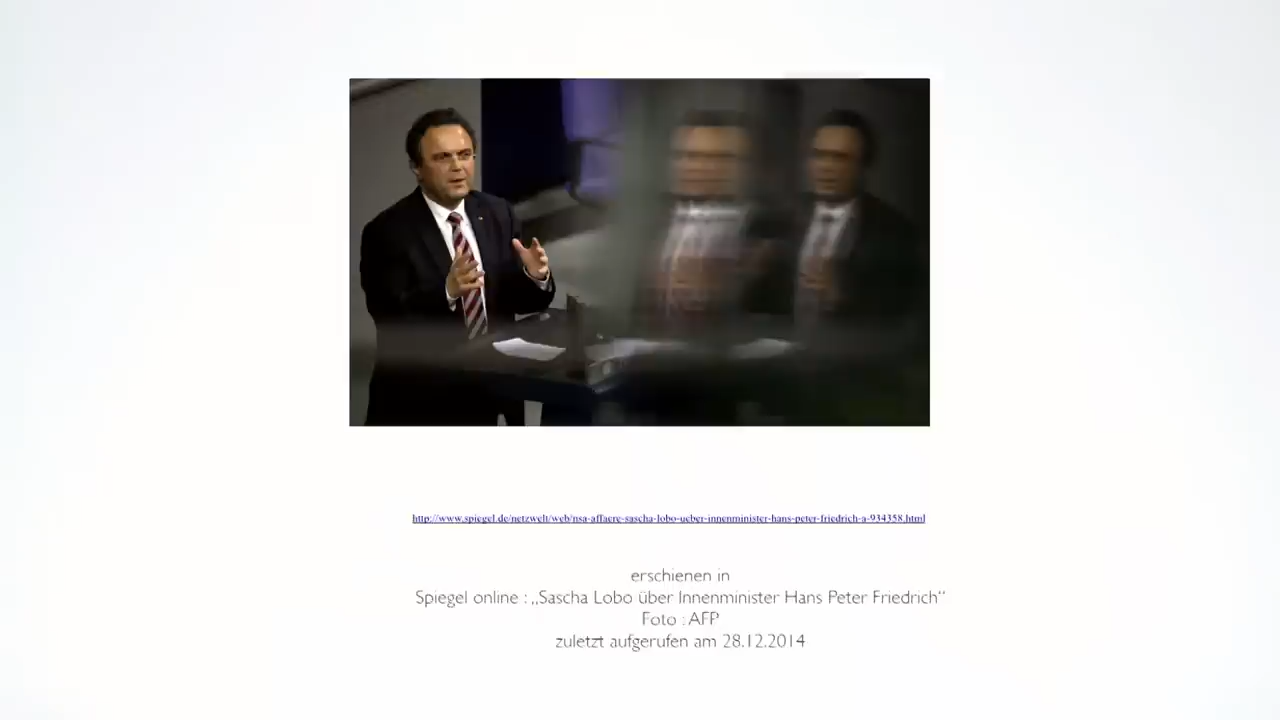 http://www.spiegel.de/netzwelt/web/nsa-affaere-sascha-lobo-ueber-innenminister-hans-peter-friedrich-a-934358.html
erschienen in
Spiegel online : „Sascha Lobo über Innenminister Hans Peter Friedrich“
Foto : AFP
zuletzt aufgerufen am 28.12.2014